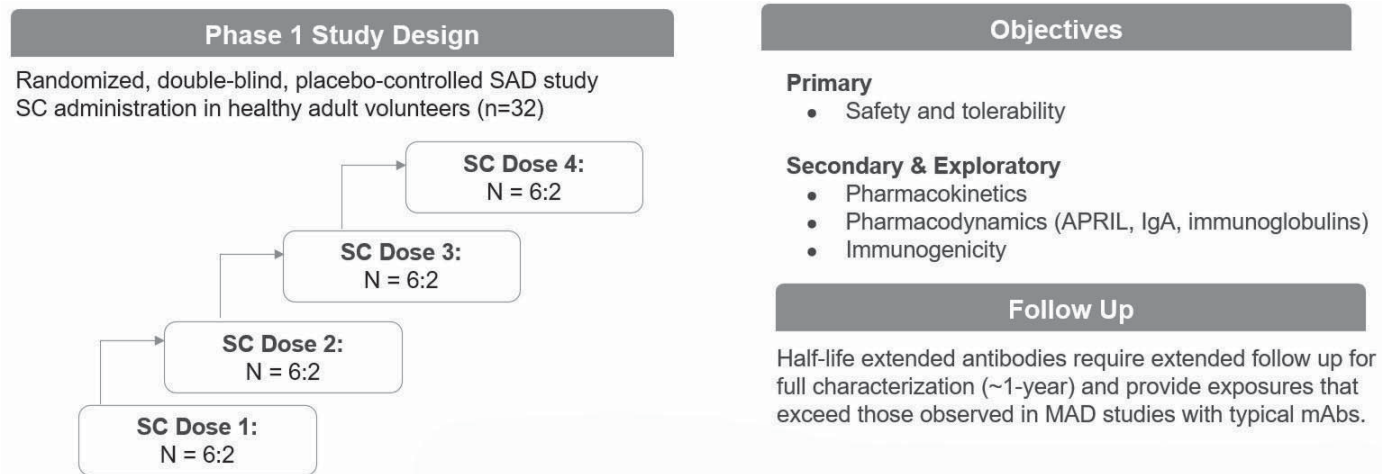 Phase 1 Study Design
Randomized, double-blind, placebo-controlled SAD study
SC administration in healthy adult volunteers (n=32)
SC Dose 4:
N = 6:2
SC Dose 3:
N = 6:2
SC Dose 2:
N = 6:2
SC Dose 1:
N = 6:2
Objectives
Primary
• Safety and tolerability
Secondary & Exploratory
• Pharmacokinetics
• Pharmacodynamics (APRIL, IgA, immunoglobulins)
• Immunogenicity
Follow Up
Half-life extended antibodies require extended follow up for
full characterization (~1-year) and provide exposures that
exceed those observed in MAD studies with typical mAbs.